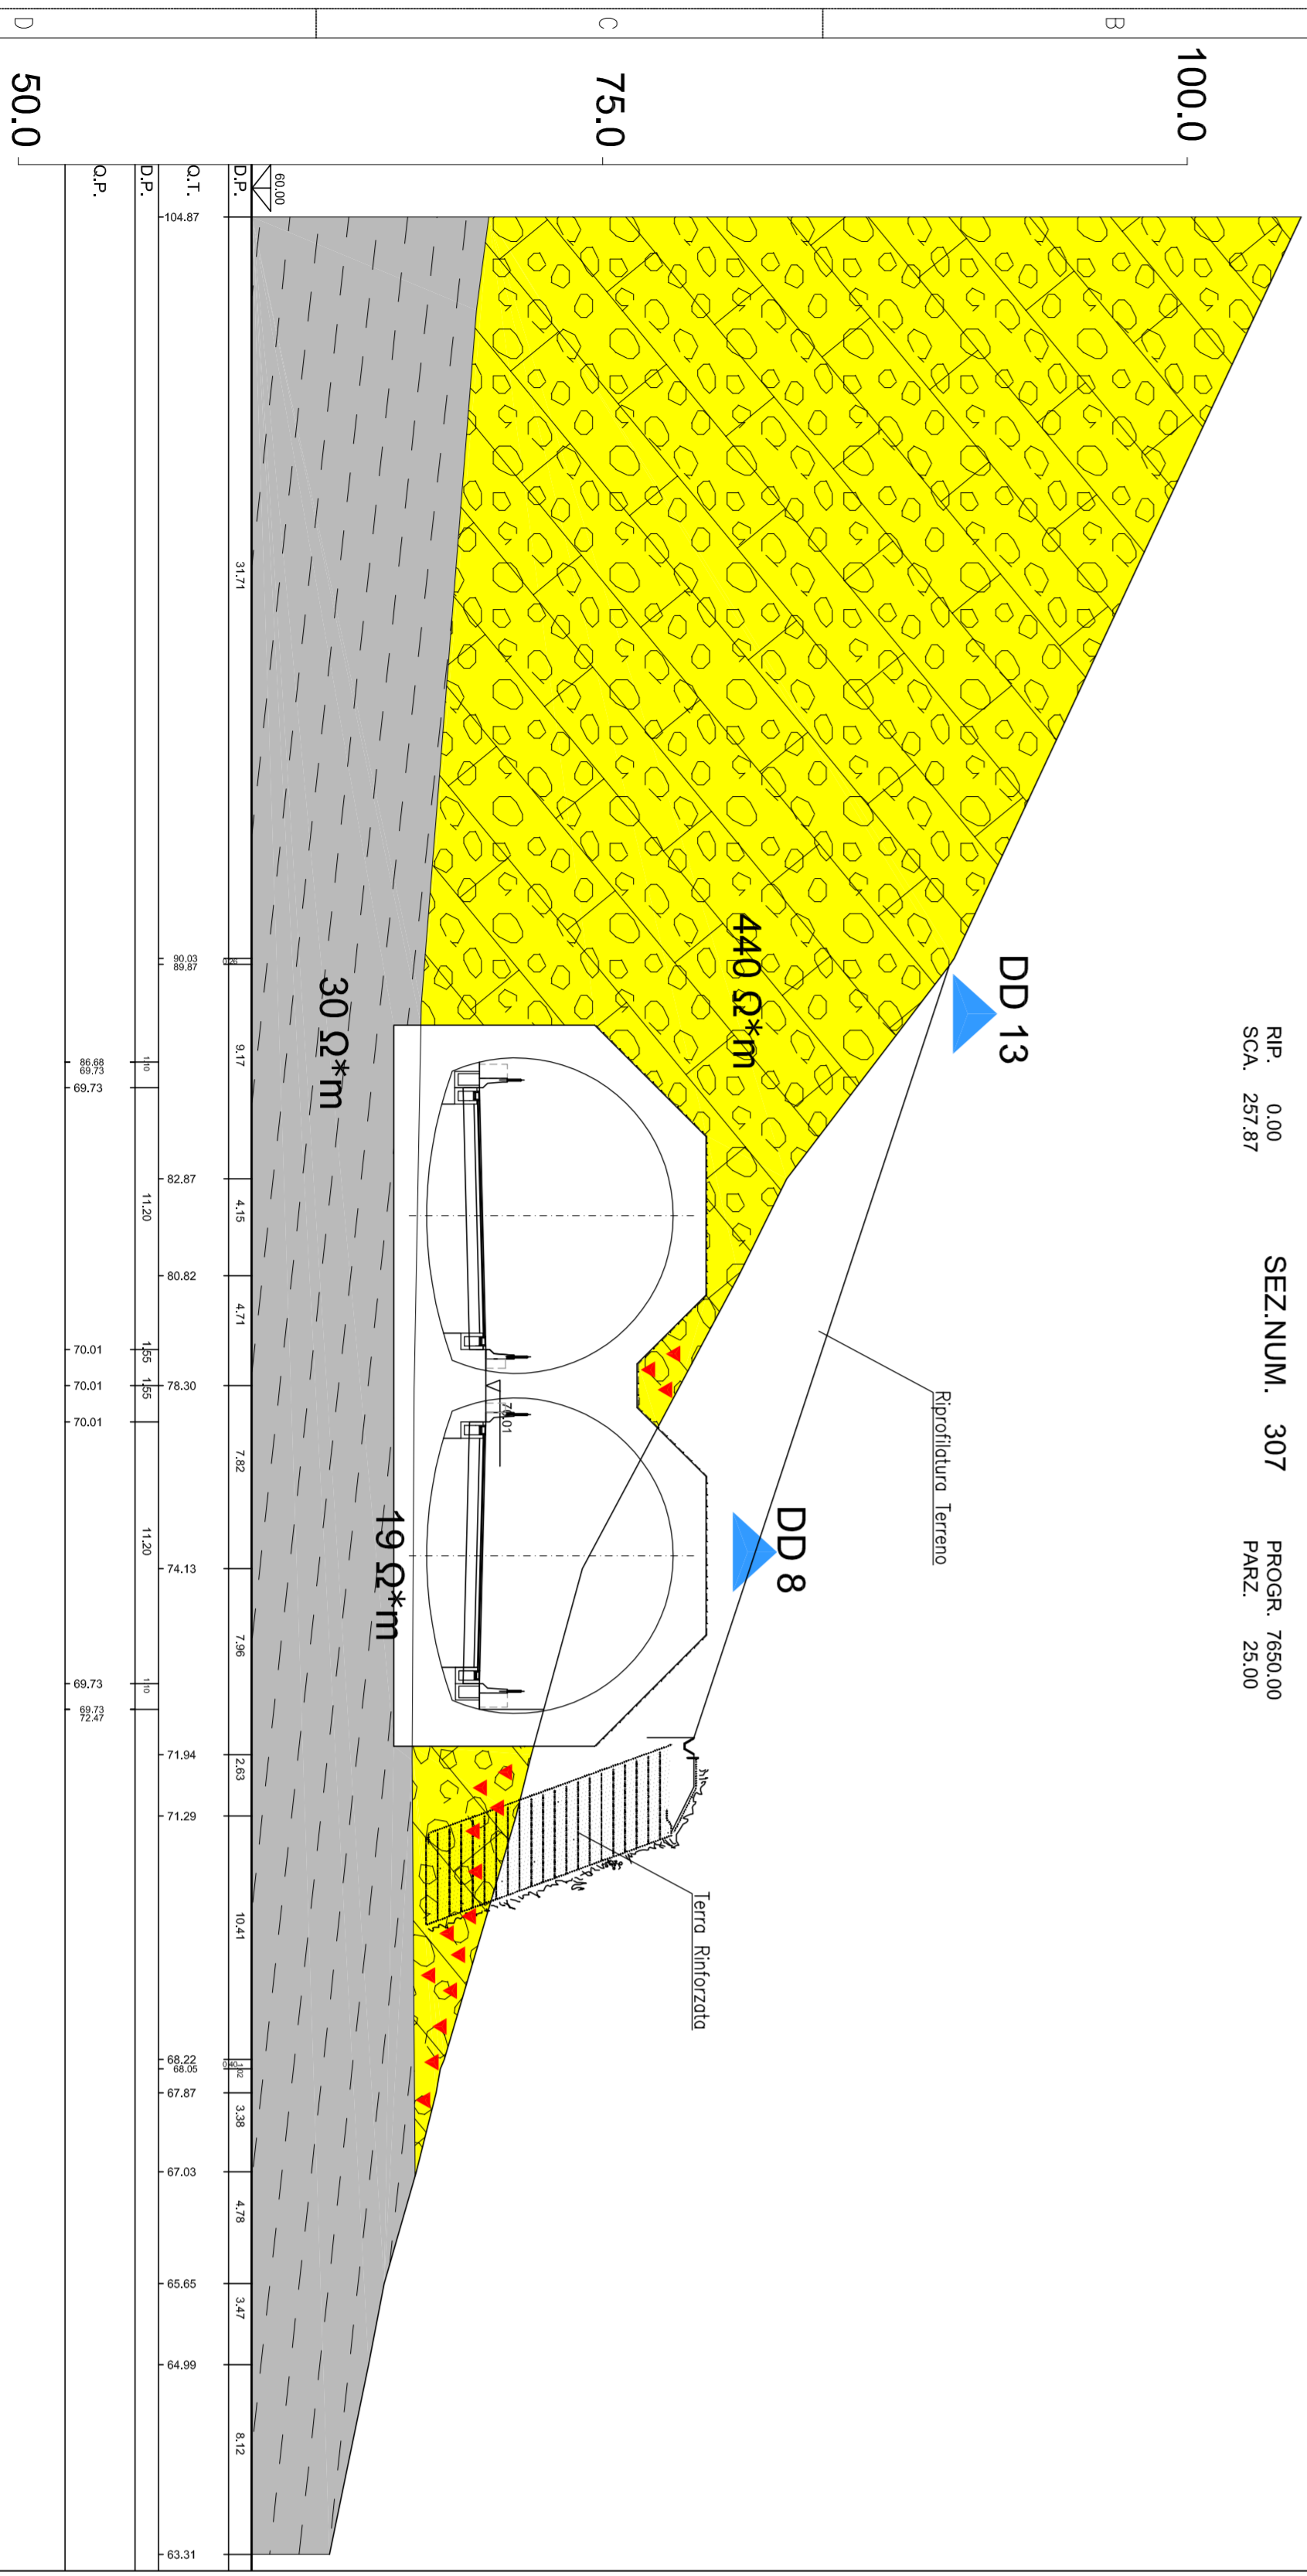 D
C
B
50.0
75.0
100.0
RIP. 0.00
SCA. 257.87
SEZ.NUM. 307
PROGR. 7650.00
PARZ. 25.00
DD 13
DD 8
Riprofilatura Terreno
Terra Rinforzata
440 Ω*m
30 Ω*m
19 Ω*m
60.00
D.P.
31.71
9.17
4.15
4.71
7.82
7.96
2.63
10.41
3.38
4.78
3.47
8.12
Q.T.
104.87
90.03
89.87
82.87
80.82
78.30
74.13
71.94
71.29
68.22
68.05
67.87
67.03
65.65
64.99
63.31
D.P.
1.10
11.20
1.55
1.55
11.20
1.10
Q.P.
86.68
69.73
69.73
70.01
70.01
70.01
69.73
69.73
72.47